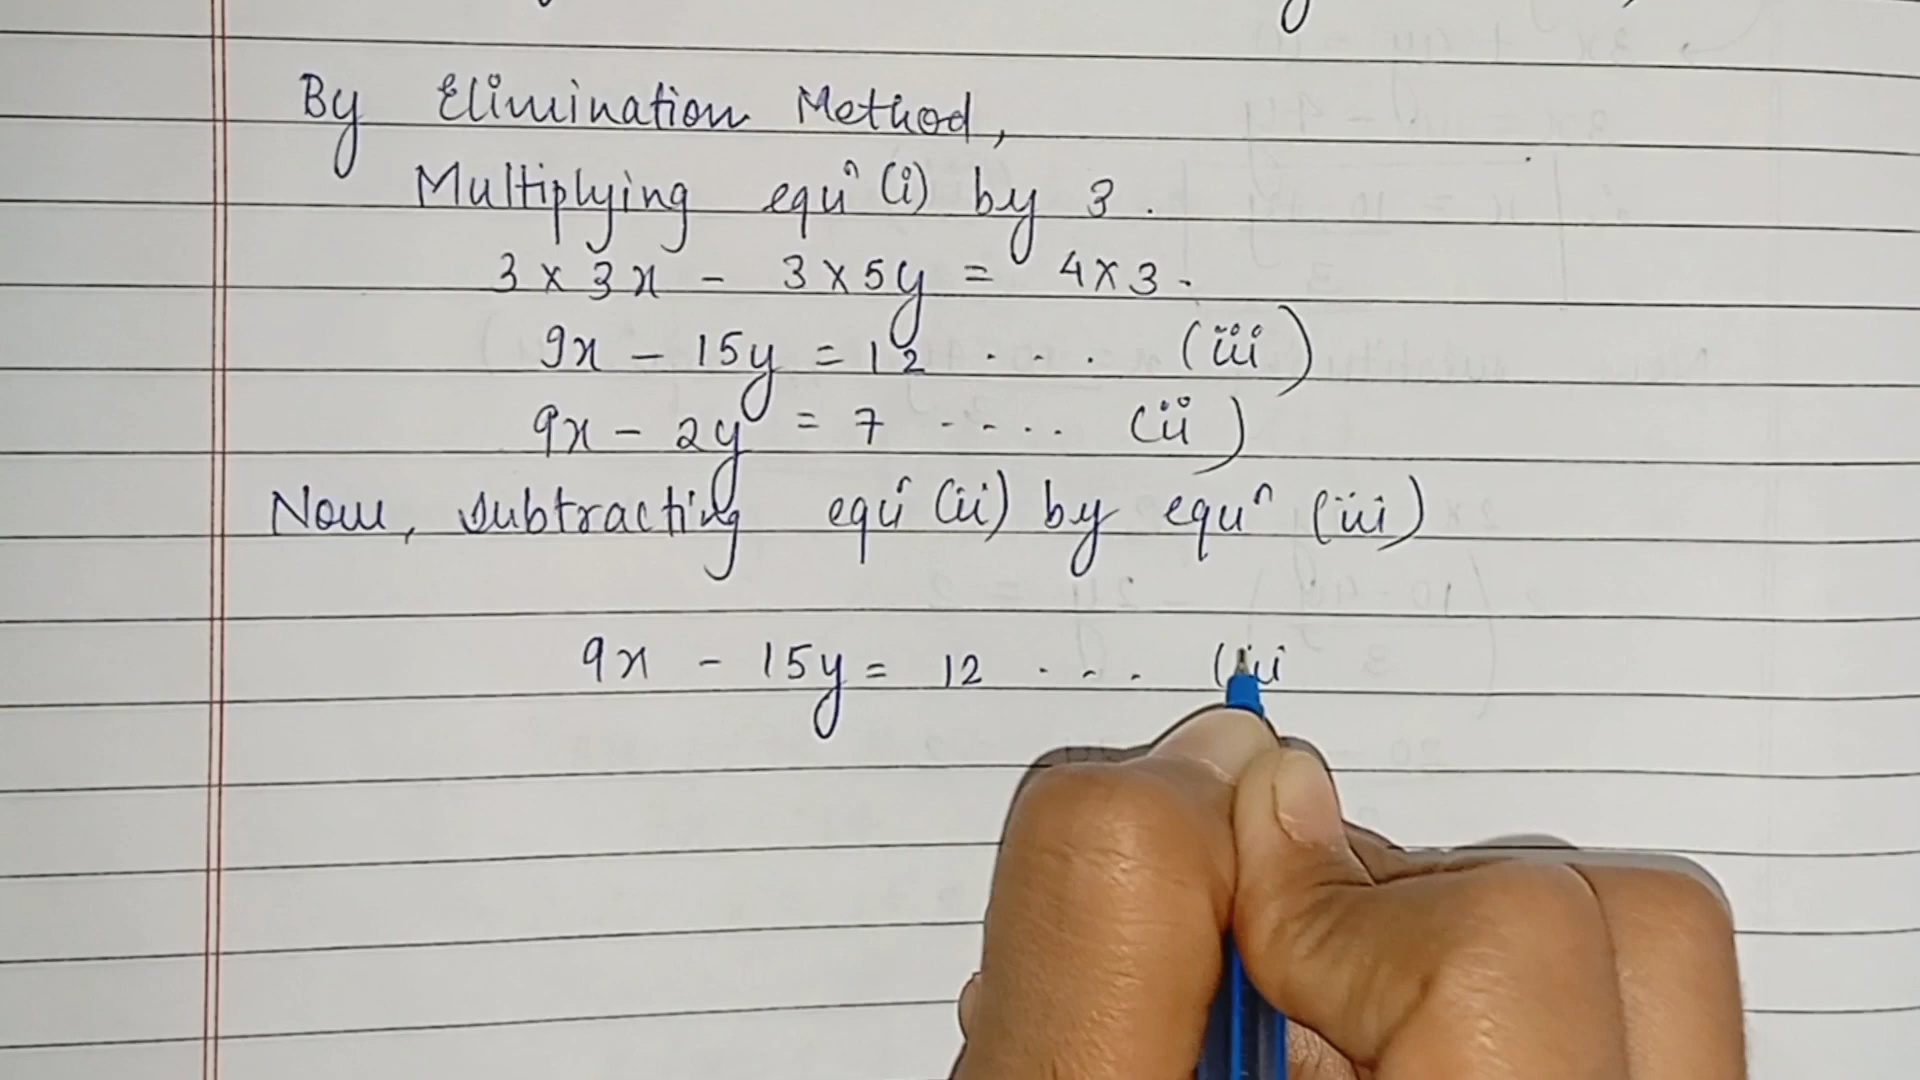 By Elimination Method,
Multiplying equⁿ (i) by 3.
3 x 3x - 3 x 5y = 4 x 3.
9x - 15y = 12 .... (iii)
9x - 2y = 7 ..... (ii)
Now, subtracting equⁿ (ii) by equⁿ (iii)
9x - 15y = 12 ... (iii